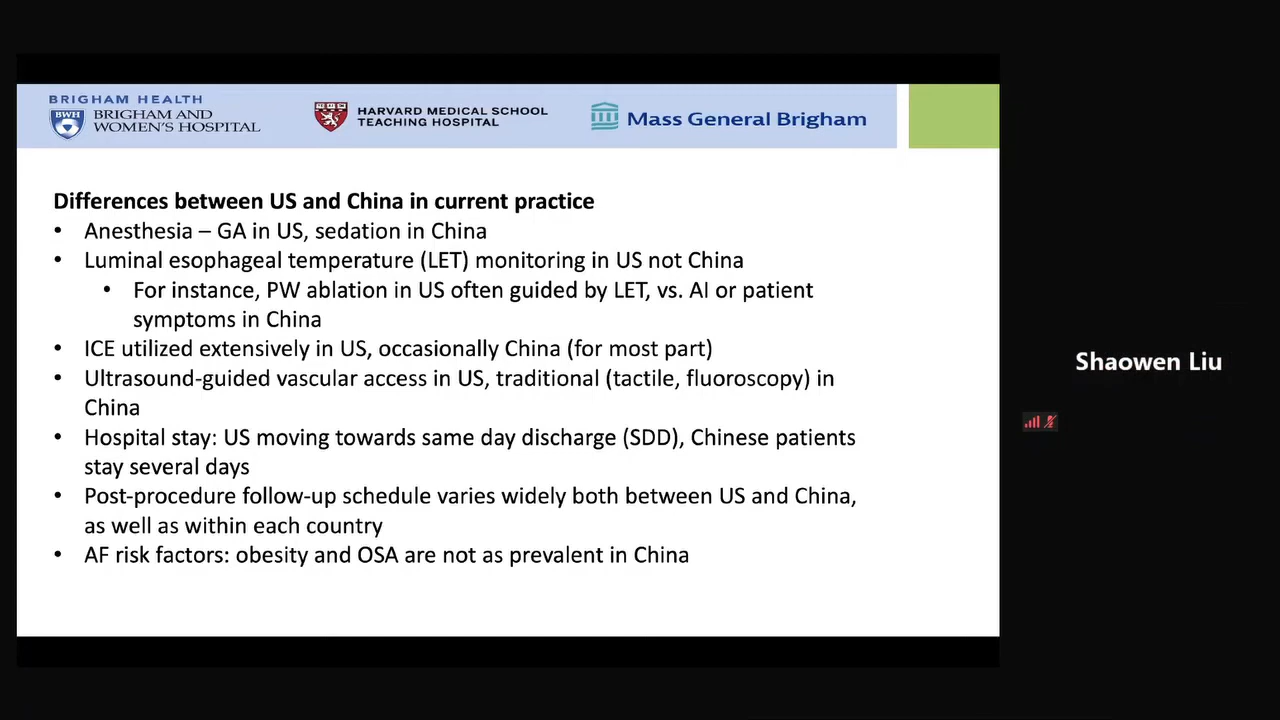 BRIGHAM HEALTH
BWH
BRIGHAM AND
WOMEN'S HOSPITAL
HARVARD MEDICAL SCHOOL
TEACHING HOSPITAL
Mass General Brigham
Differences between US and China in current practice
• Anesthesia – GA in US, sedation in China
• Luminal esophageal temperature (LET) monitoring in US not China
• For instance, PW ablation in US often guided by LET, vs. AI or patient
symptoms in China
• ICE utilized extensively in US, occasionally China (for most part)
• Ultrasound-guided vascular access in US, traditional (tactile, fluoroscopy) in
China
• Hospital stay: US moving towards same day discharge (SDD), Chinese patients
stay several days
• Post-procedure follow-up schedule varies widely both between US and China,
as well as within each country
• AF risk factors: obesity and OSA are not as prevalent in China
Shaowen Liu